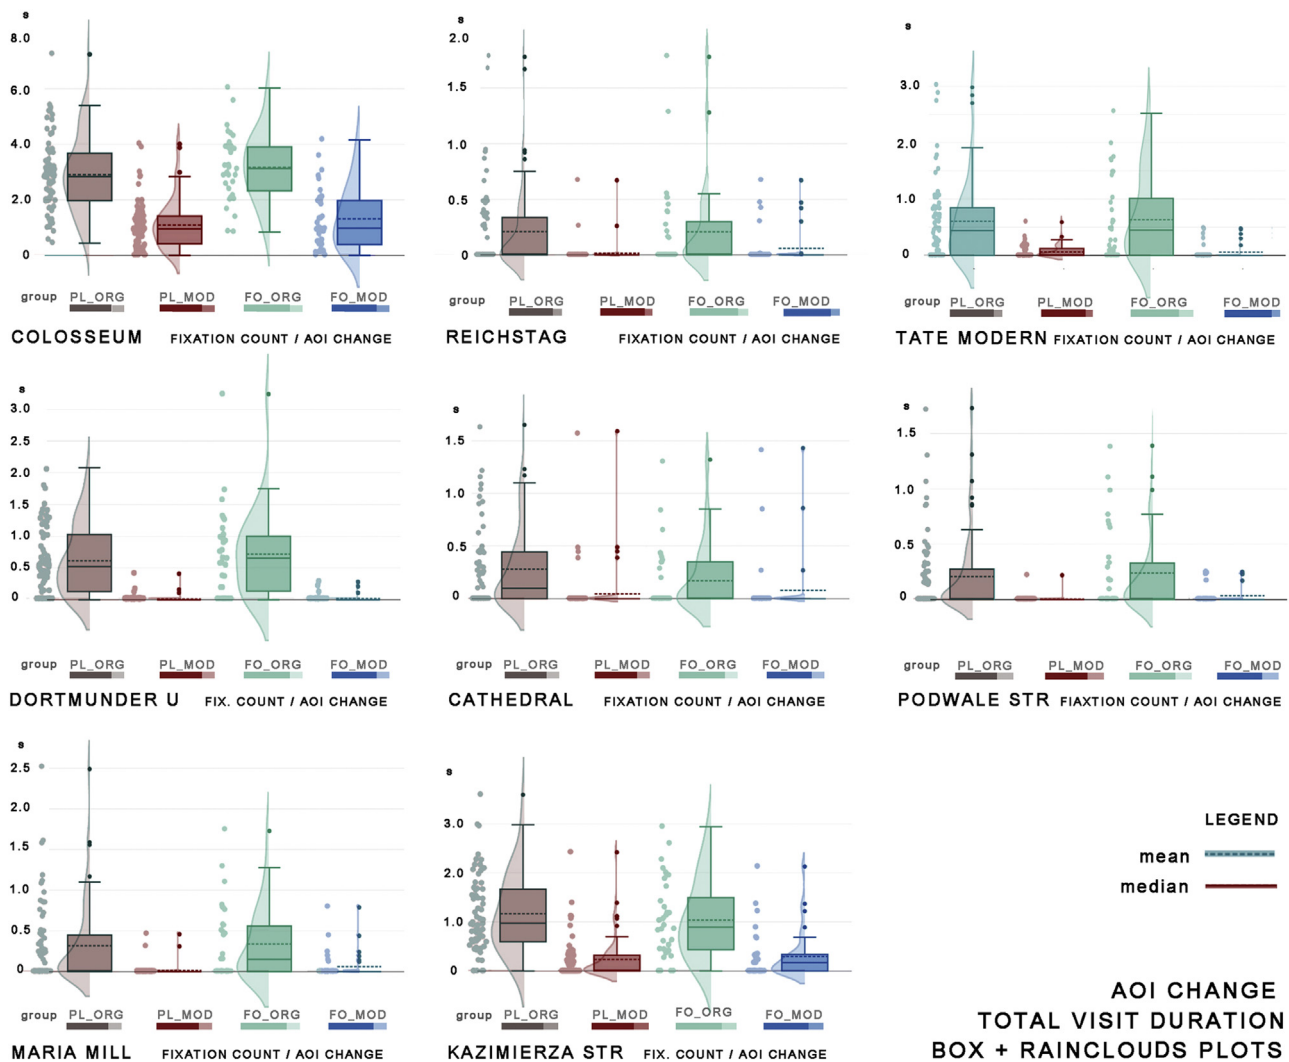 s
8.0
6.0
4.0
2.0
0
group PL_ORG PL_MOD FO_ORG FO_MOD
COLOSSEUM FIXATION COUNT / AOI CHANGE
s
2.0
1.5
1.0
0.5
0
group PL_ORG PL_MOD FO_ORG FO_MOD
REICHSTAG FIXATION COUNT / AOI CHANGE
s
3.0
2.0
1.0
0
group PL_ORG PL_MOD FO_ORG FO_MOD
TATE MODERN FIXATION COUNT / AOI CHANGE
s
3.0
2.5
2.0
1.5
1.0
0.5
0
group PL_ORG PL_MOD FO_ORG FO_MOD
DORTMUNDER U FIX. COUNT / AOI CHANGE
s
1.5
1.0
0.5
0
group PL_ORG PL_MOD FO_ORG FO_MOD
CATHEDRAL FIXATION COUNT / AOI CHANGE
s
1.5
1.0
0.5
0
group PL_ORG PL_MOD FO_ORG FO_MOD
PODWALE STR FIAXTION COUNT / AOI CHANGE
s
2.5
2.0
1.0
0.5
0
group PL_ORG PL_MOD FO_ORG FO_MOD
MARIA MILL FIXATION COUNT / AOI CHANGE
s
3.0
2.0
1.0
0
group PL_ORG PL_MOD FO_ORG FO_MOD
KAZIMIERZA STR FIX. COUNT / AOI CHANGE
LEGEND
mean
median
AOI CHANGE
TOTAL VISIT DURATION
BOX + RAINCLOUDS PLOTS